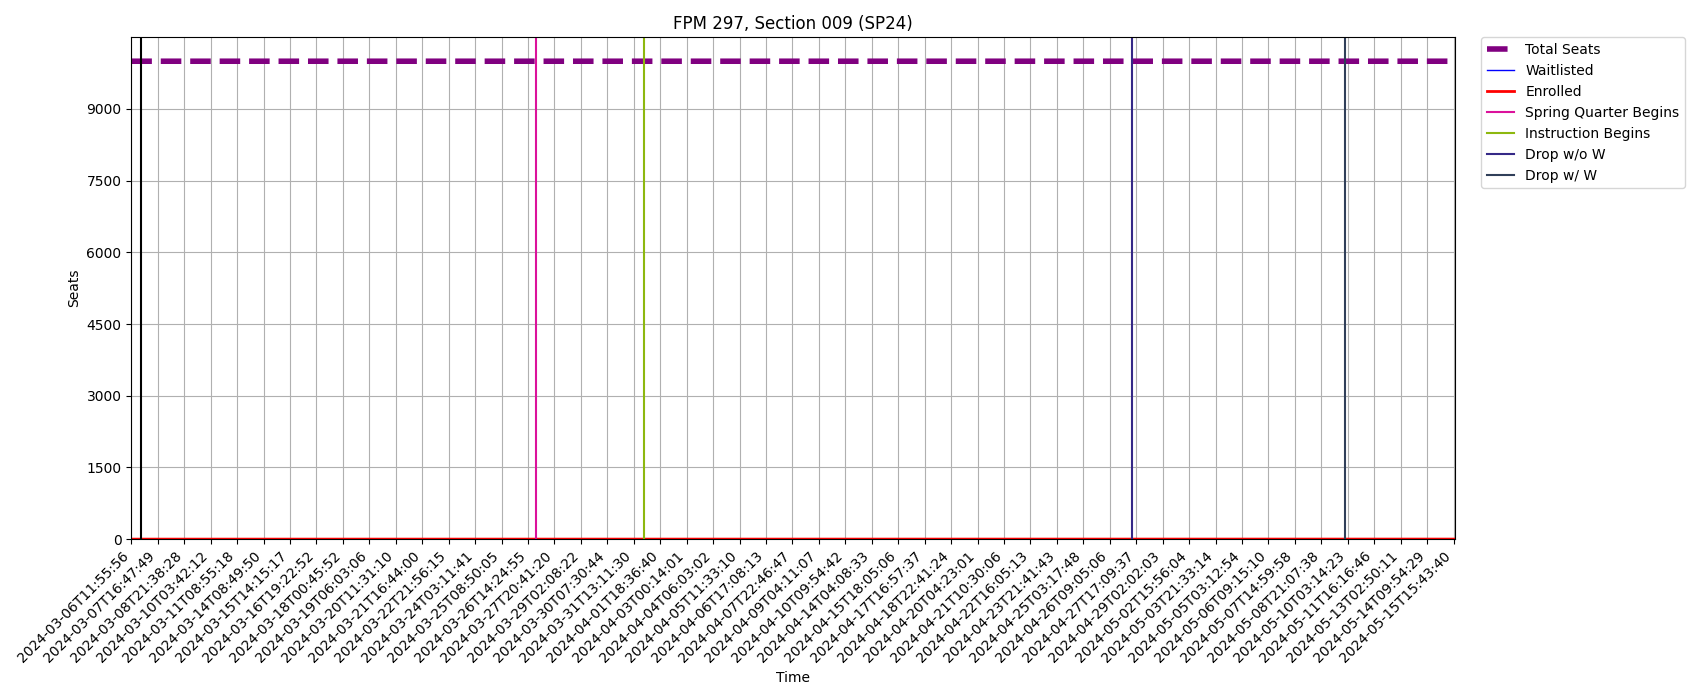 FPM 297, Section 009 (SP24)
Total Seats
Waitlisted
Enrolled
Spring Quarter Begins
Instruction Begins
Drop w/o W
Drop w/ W
9000
7500
6000
4500
3000
1500
0
Seats
2024-03-06T11:55:56
2024-03-07T16:47:49
2024-03-08T21:38:28
2024-03-10T03:42:12
2024-03-11T08:55:18
2024-03-14T08:49:50
2024-03-15T14:15:17
2024-03-16T19:22:52
2024-03-18T00:45:52
2024-03-19T06:03:06
2024-03-20T11:31:10
2024-03-21T16:44:00
2024-03-22T21:56:15
2024-03-24T03:11:41
2024-03-25T08:50:05
2024-03-26T14:24:55
2024-03-27T20:41:20
2024-03-29T02:08:22
2024-03-30T07:30:44
2024-03-31T13:11:30
2024-04-01T18:36:40
2024-04-03T00:14:01
2024-04-04T06:03:02
2024-04-05T11:33:10
2024-04-06T17:08:13
2024-04-07T22:46:47
2024-04-09T04:11:07
2024-04-10T09:54:42
2024-04-14T04:08:33
2024-04-15T18:05:06
2024-04-17T16:57:37
2024-04-18T22:41:24
2024-04-20T04:23:01
2024-04-21T10:30:06
2024-04-22T16:05:13
2024-04-23T21:41:43
2024-04-25T03:17:48
2024-04-26T09:05:06
2024-04-27T17:09:37
2024-04-29T02:02:03
2024-05-02T15:56:04
2024-05-03T21:33:14
2024-05-05T03:12:54
2024-05-06T09:15:10
2024-05-07T14:59:58
2024-05-08T21:07:38
2024-05-10T03:14:23
2024-05-11T16:16:46
2024-05-13T02:50:11
2024-05-14T09:54:29
2024-05-15T15:43:40
Time